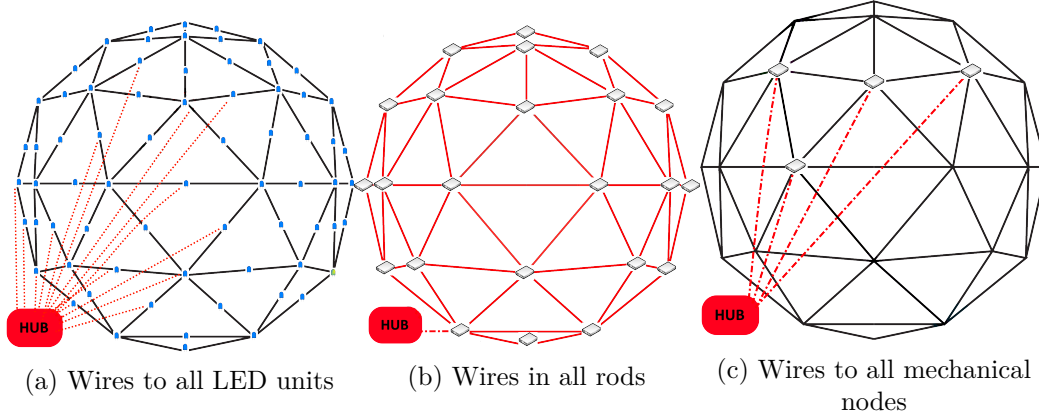 HUB
HUB
HUB
(a) Wires to all LED units
(b) Wires in all rods
(c) Wires to all mechanical
nodes